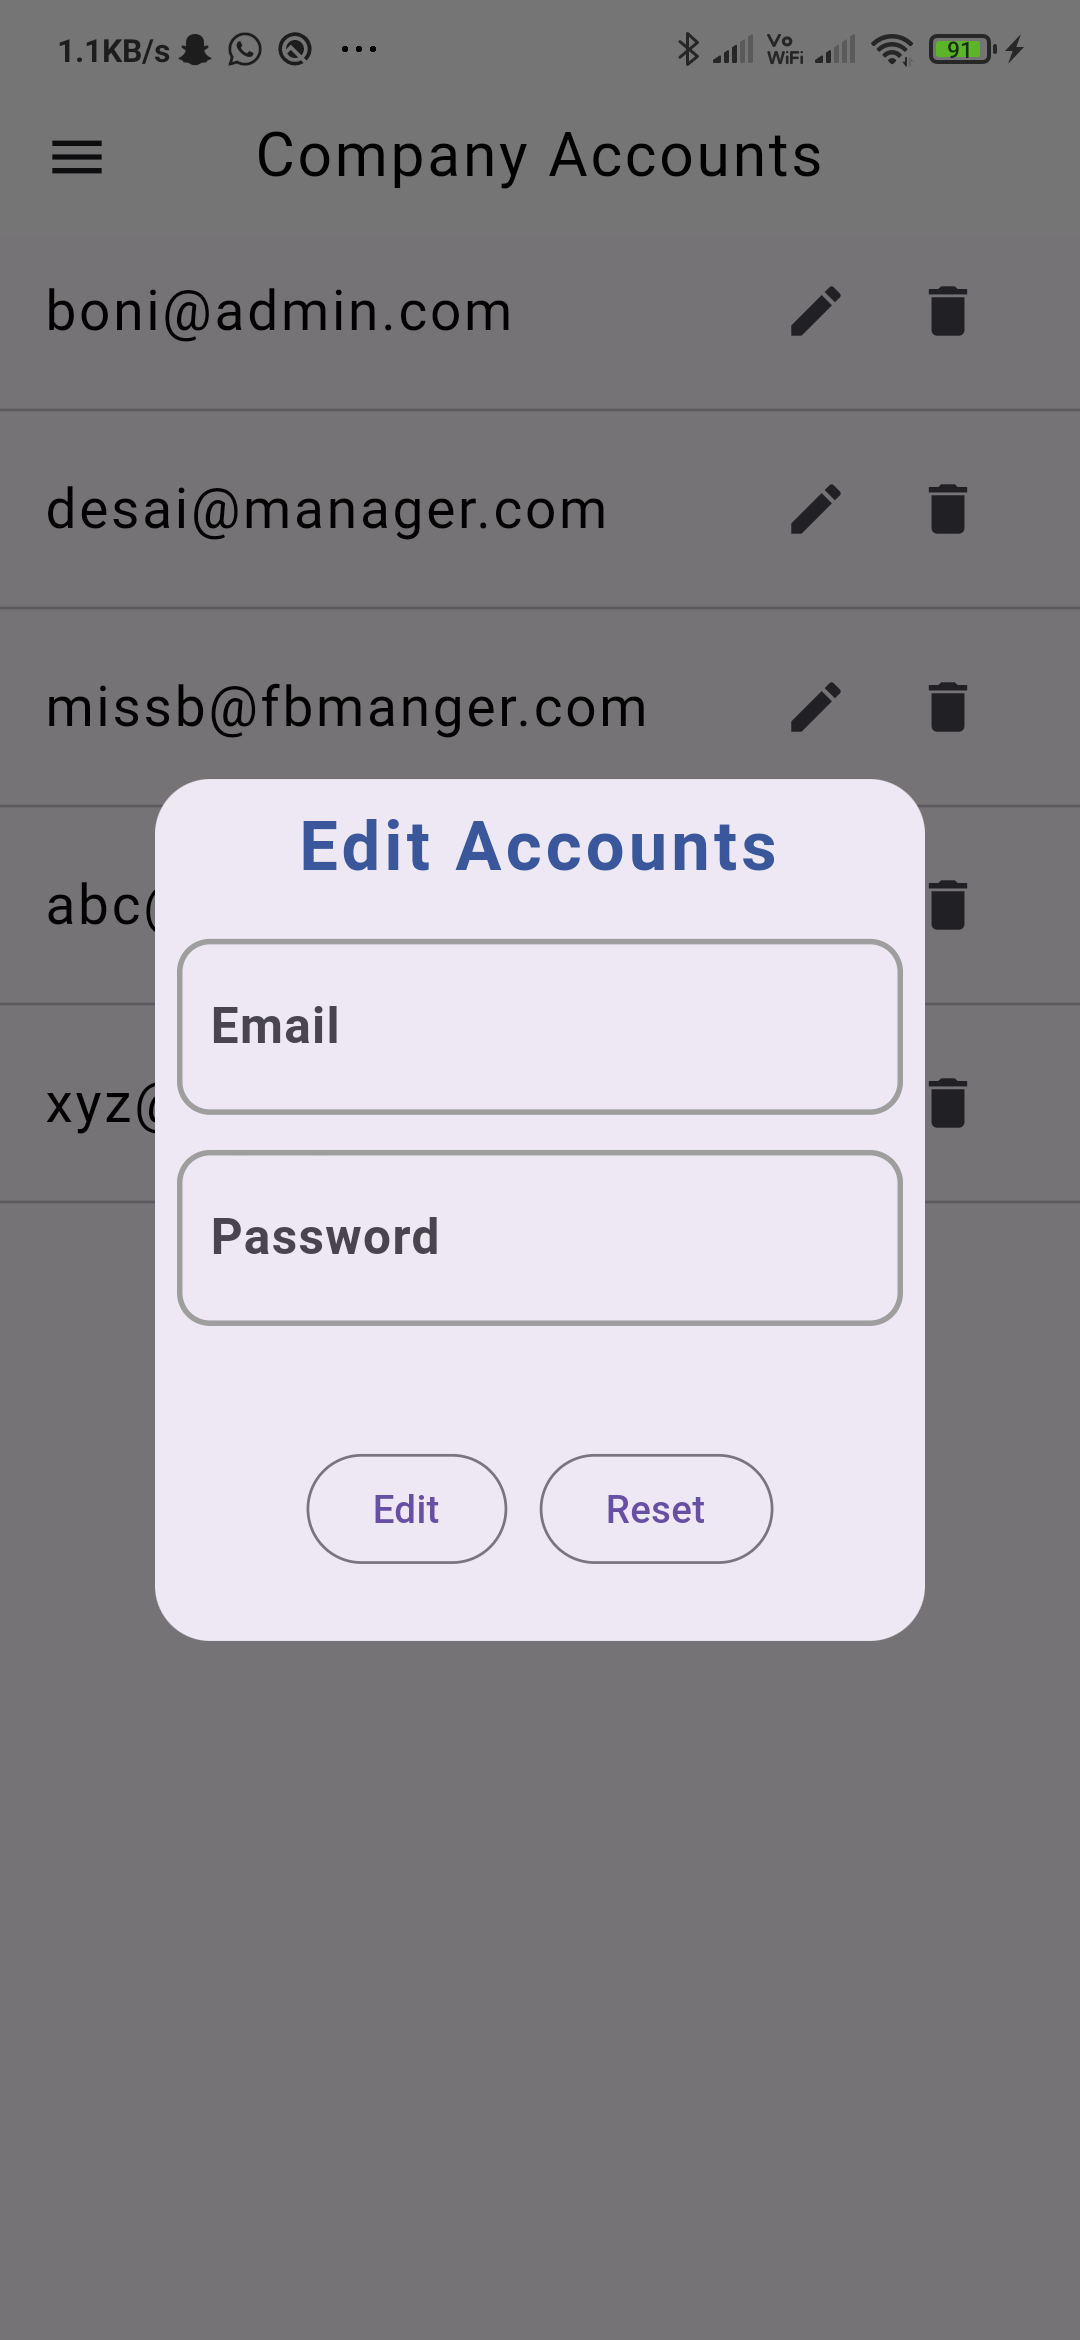 1.1KB/s ... Vo WiFi 91
Company Accounts
boni@admin.com
desai@manager.com
missb@fbmanger.com
Edit Accounts
abc@
Email
xyz@
Password
Edit Reset